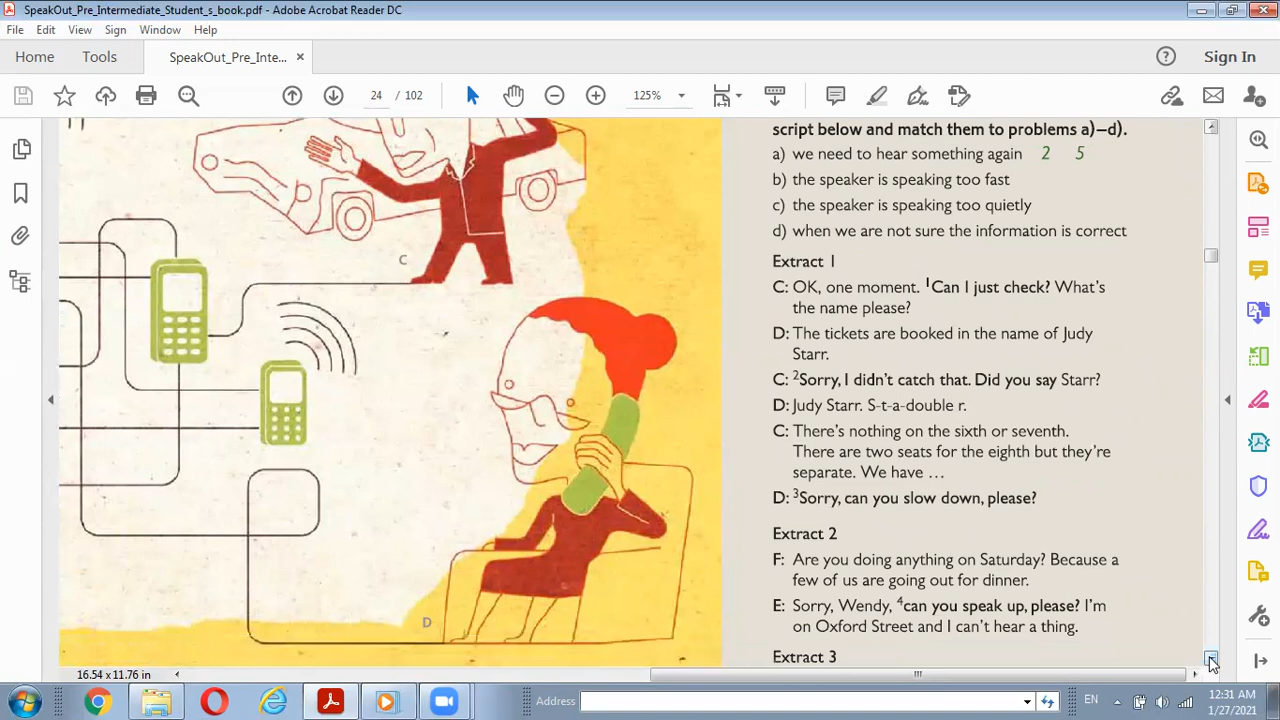 SpeakOut_Pre_Intermediate_Student_s_book.pdf - Adobe Acrobat Reader DC
File Edit View Sign Window Help
Home Tools SpeakOut_Pre_Inte... × Sign In
24 / 102 125%
script below and match them to problems a)–d).
a) we need to hear something again 2 5
b) the speaker is speaking too fast
c) the speaker is speaking too quietly
d) when we are not sure the information is correct
Extract 1
C: OK, one moment. ¹Can I just check? What's
the name please?
D: The tickets are booked in the name of Judy
Starr.
C: ²Sorry, I didn't catch that. Did you say Starr?
D: Judy Starr. S-t-a-double r.
C: There's nothing on the sixth or seventh.
There are two seats for the eighth but they're
separate. We have …
D: ³Sorry, can you slow down, please?
Extract 2
F: Are you doing anything on Saturday? Because a
few of us are going out for dinner.
E: Sorry, Wendy, ⁴can you speak up, please? I'm
on Oxford Street and I can't hear a thing.
Extract 3
C
D
16.54 x 11.76 in
Address EN 12:31 AM
1/27/2021